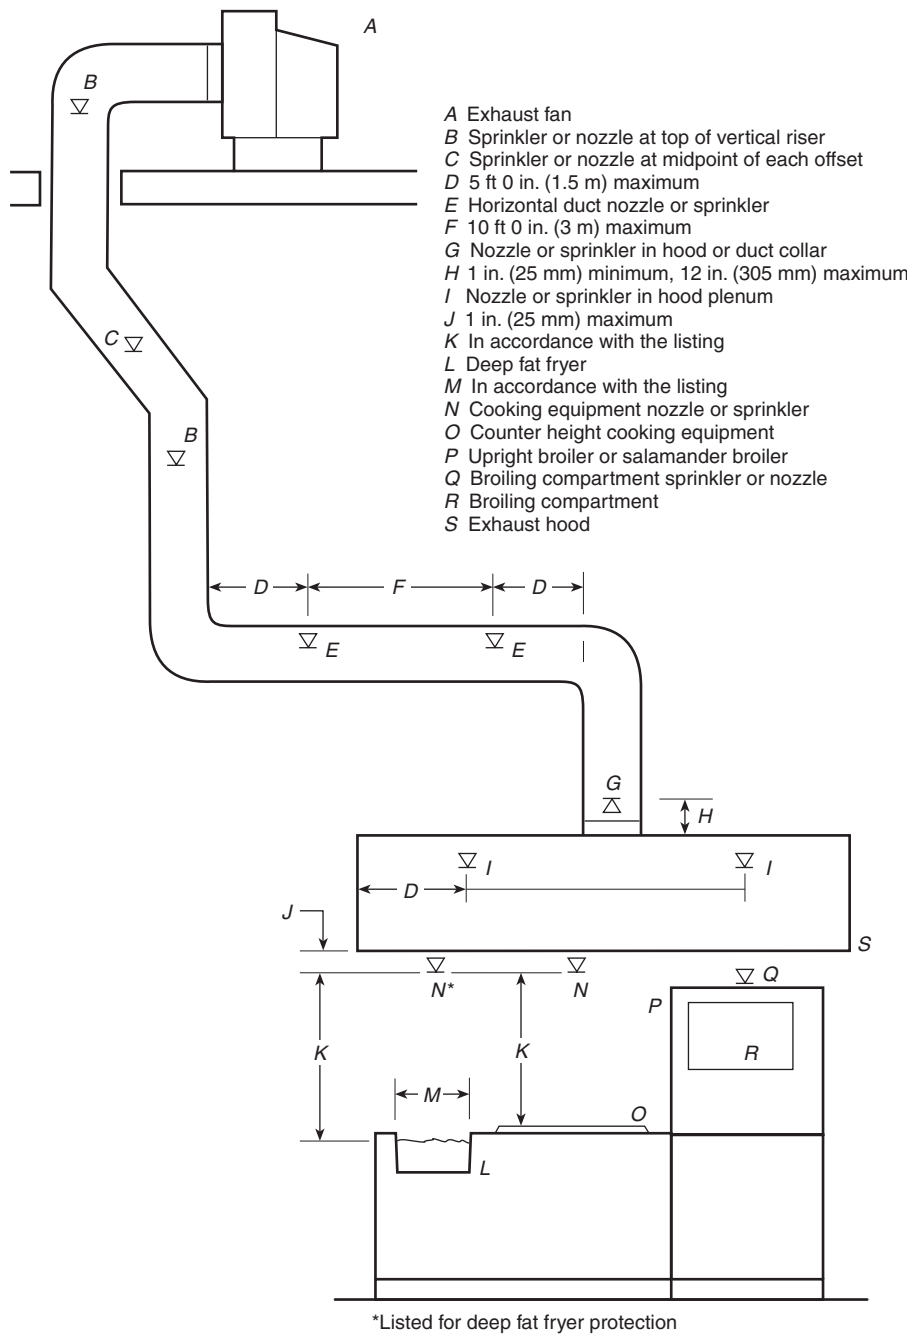 A
B
A Exhaust fan
B Sprinkler or nozzle at top of vertical riser
C Sprinkler or nozzle at midpoint of each offset
D 5 ft 0 in. (1.5 m) maximum
E Horizontal duct nozzle or sprinkler
F 10 ft 0 in. (3 m) maximum
G Nozzle or sprinkler in hood or duct collar
H 1 in. (25 mm) minimum, 12 in. (305 mm) maximum
I Nozzle or sprinkler in hood plenum
J 1 in. (25 mm) maximum
K In accordance with the listing
L Deep fat fryer
M In accordance with the listing
N Cooking equipment nozzle or sprinkler
O Counter height cooking equipment
P Upright broiler or salamander broiler
Q Broiling compartment sprinkler or nozzle
R Broiling compartment
S Exhaust hood
C
B
D F D
E E
G
H
I I
D
J
S
N* N Q
P
K K R
M
O
L
*Listed for deep fat fryer protection